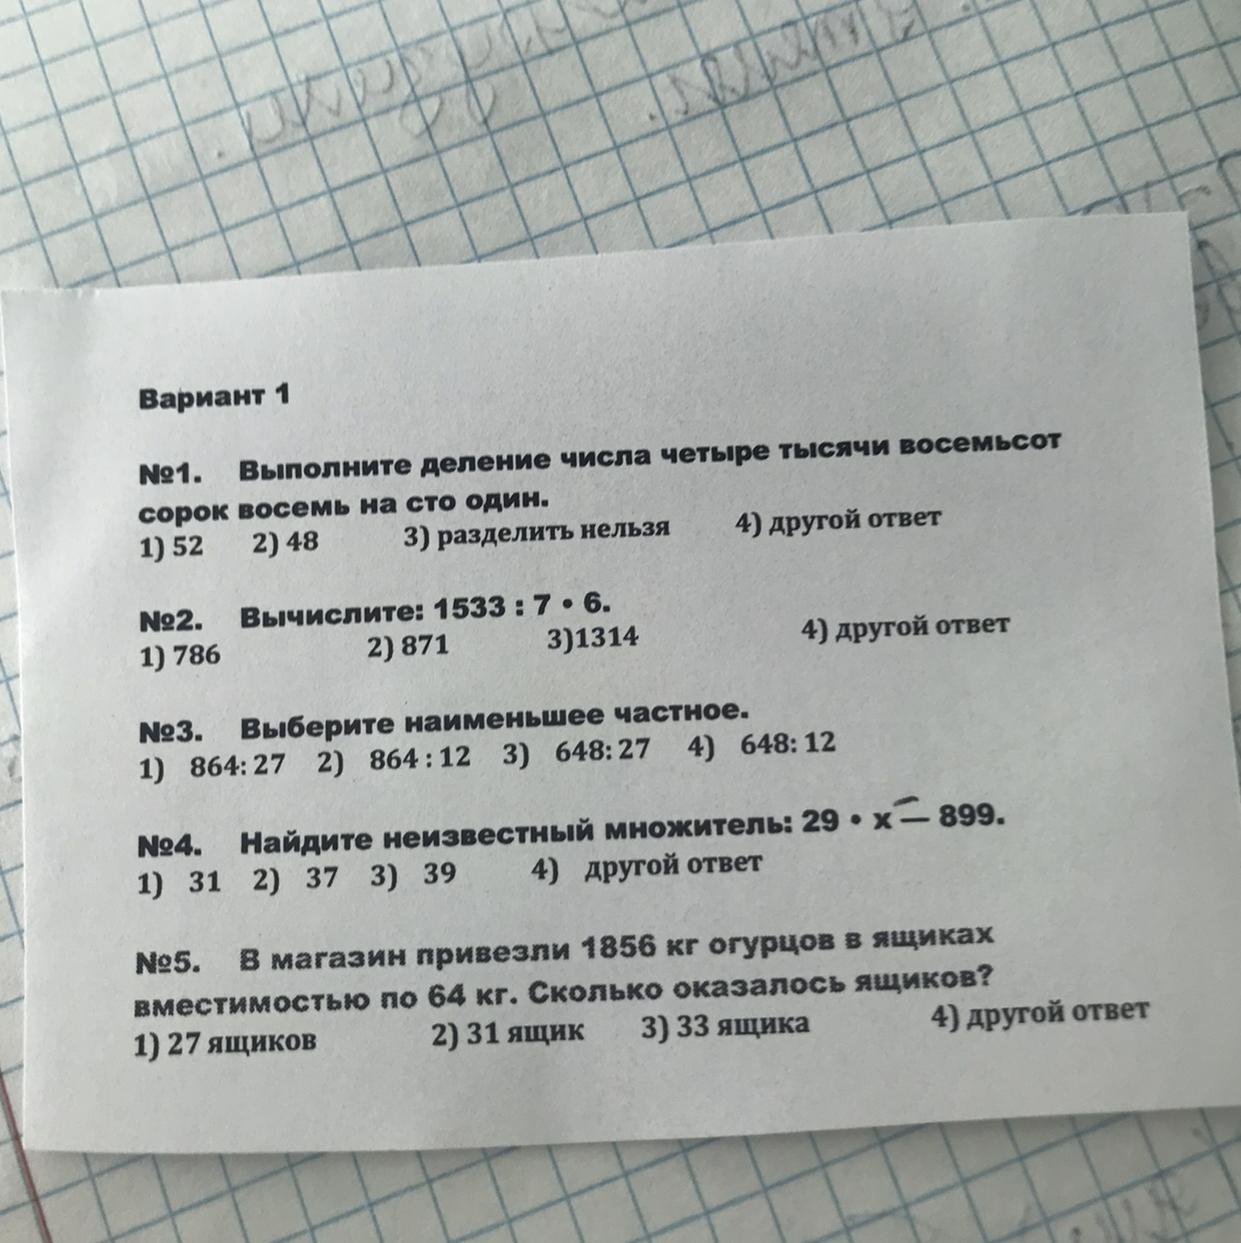 Вариант 1
№1. Выполните деление числа четыре тысячи восемьсот
сорок восемь на сто один.
1) 52 2) 48 3) разделить нельзя 4) другой ответ
№2. Вычислите: 1533 : 7 • 6.
1) 786 2) 871 3)1314 4) другой ответ
№3. Выберите наименьшее частное.
1) 864: 27 2) 864 : 12 3) 648: 27 4) 648: 12
№4. Найдите неизвестный множитель: 29 • x = 899.
1) 31 2) 37 3) 39 4) другой ответ
№5. В магазин привезли 1856 кг огурцов в ящиках
вместимостью по 64 кг. Сколько оказалось ящиков?
1) 27 ящиков 2) 31 ящик 3) 33 ящика 4) другой ответ